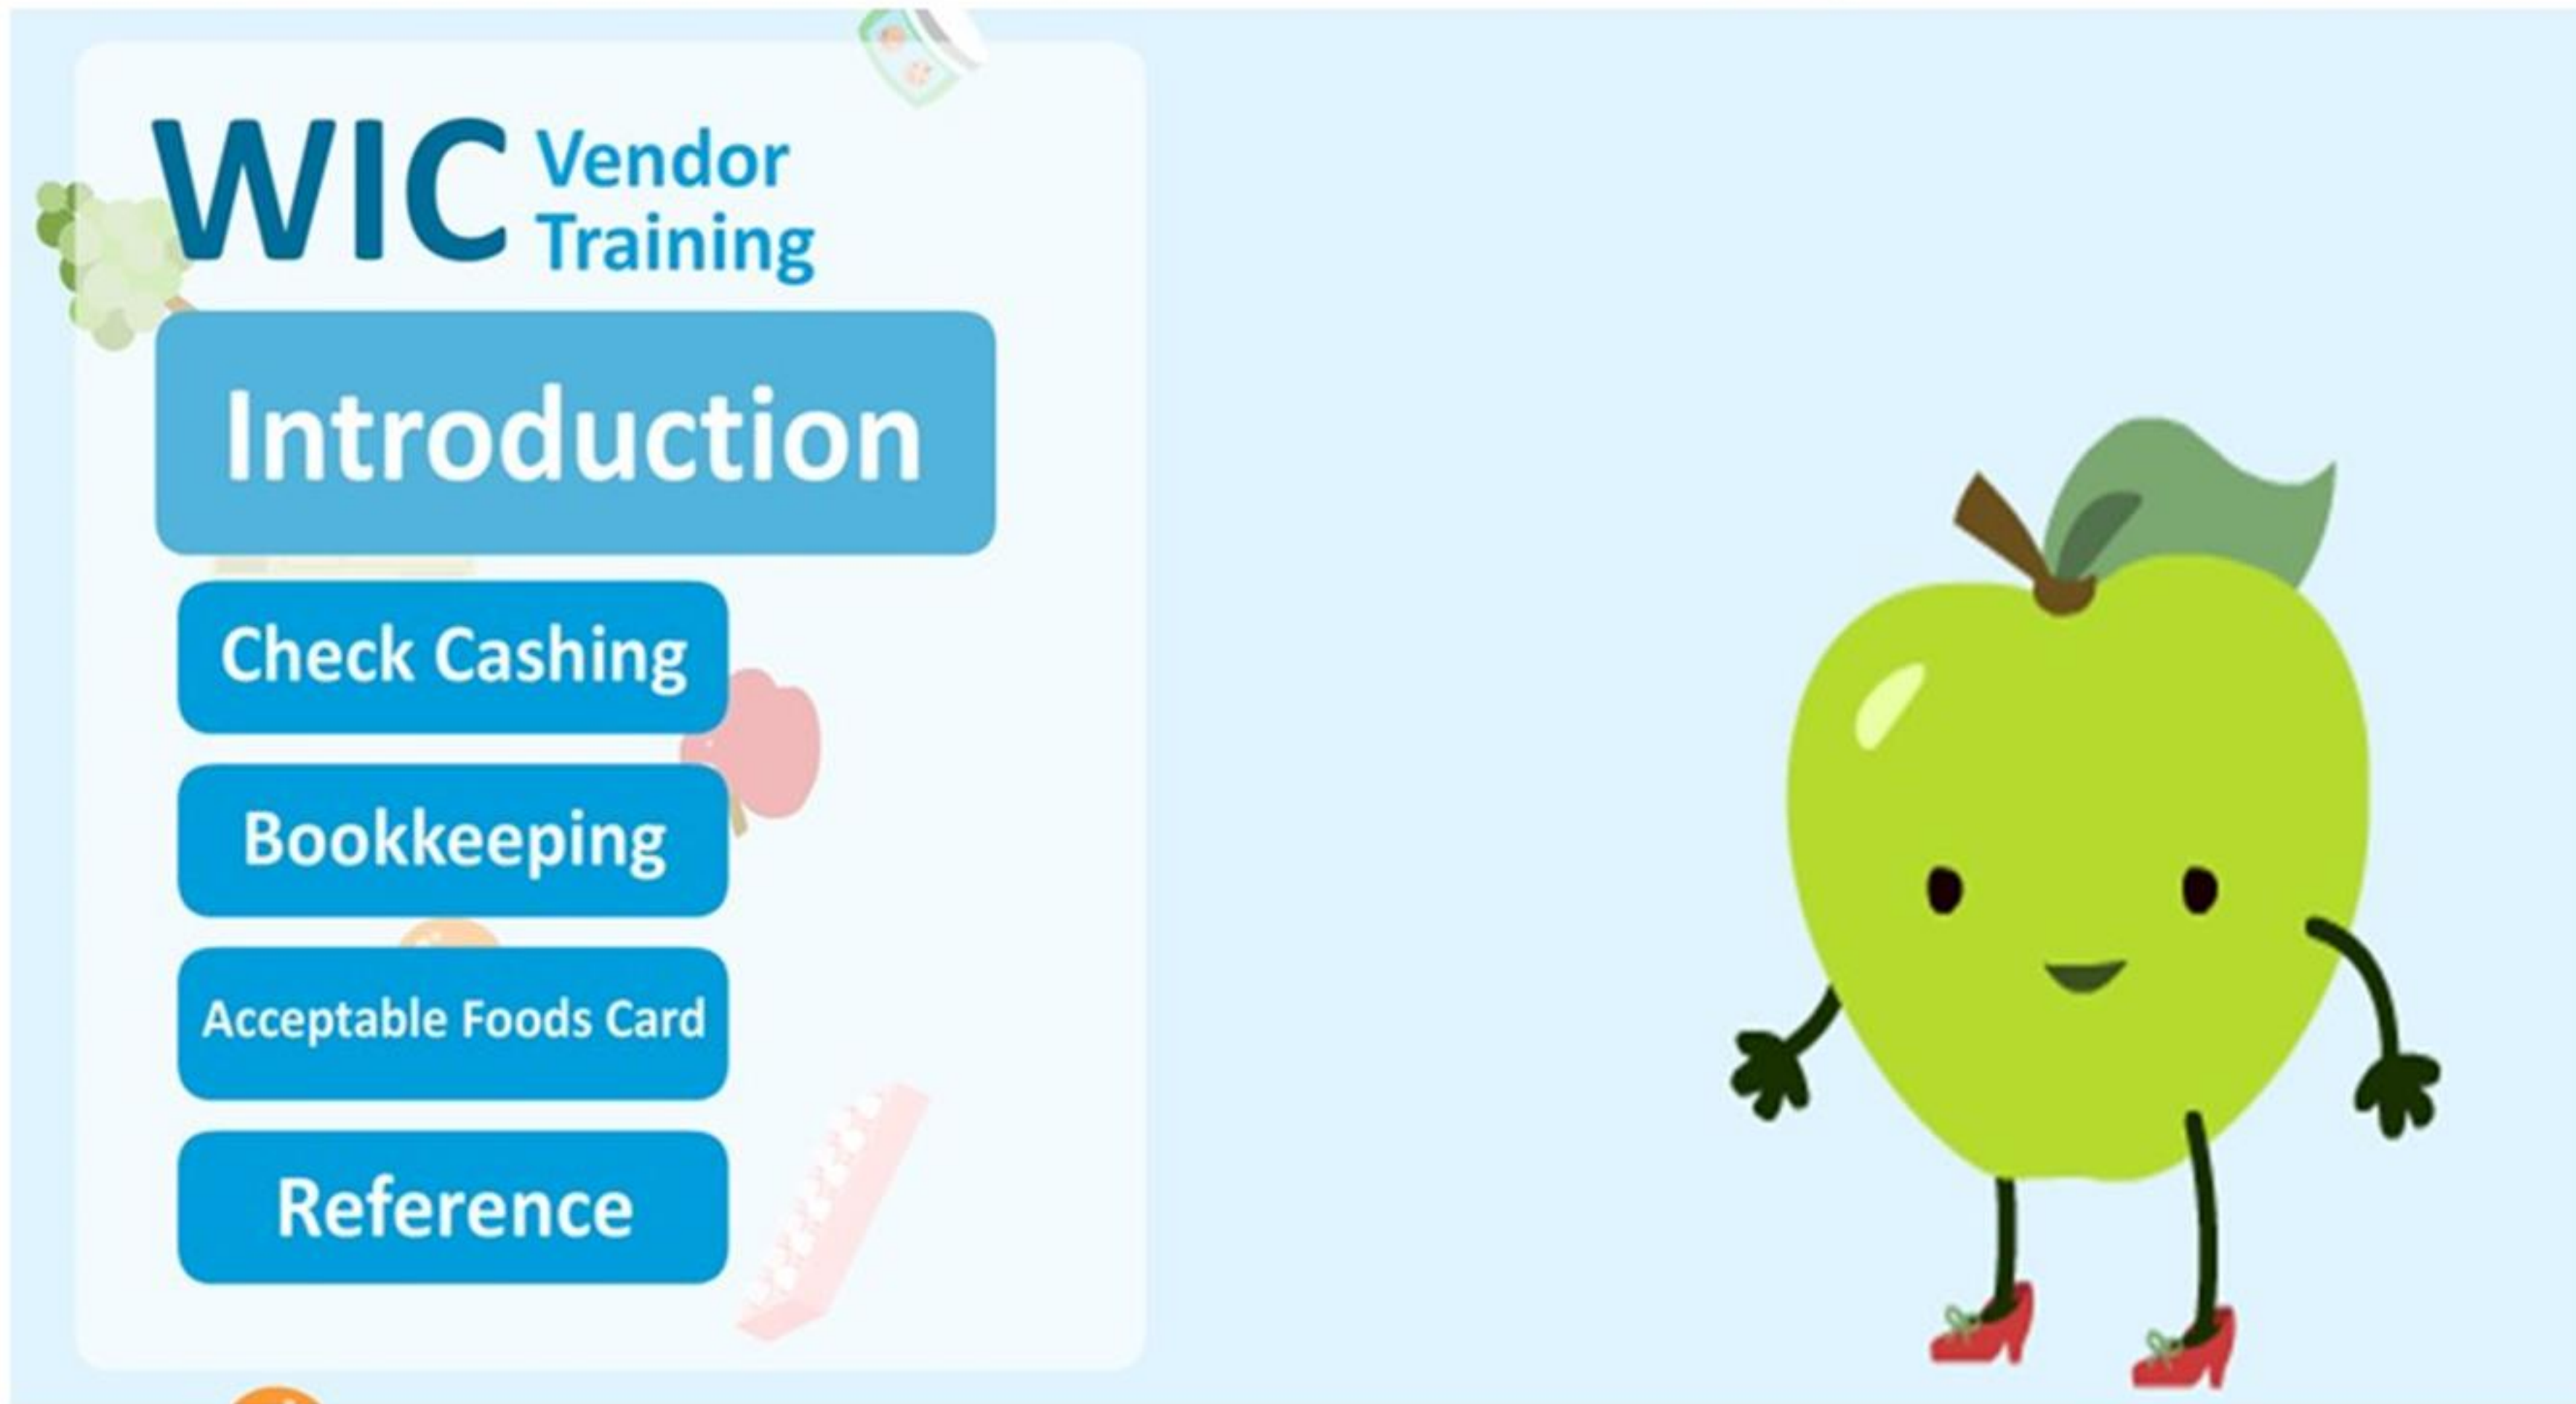 WIC Vendor
Training
Introduction
Check Cashing
Bookkeeping
Acceptable Foods Card
Reference